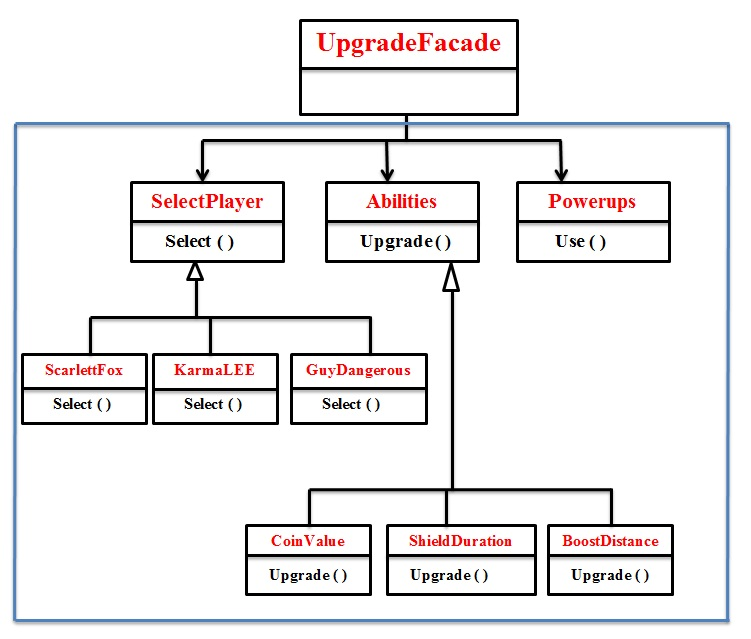 UpgradeFacade
SelectPlayer
Select ( )
Abilities
Upgrade ( )
Powerups
Use ( )
ScarlettFox
Select ( )
KarmaLEE
Select ( )
GuyDangerous
Select ( )
CoinValue
Upgrade ( )
ShieldDuration
Upgrade ( )
BoostDistance
Upgrade ( )